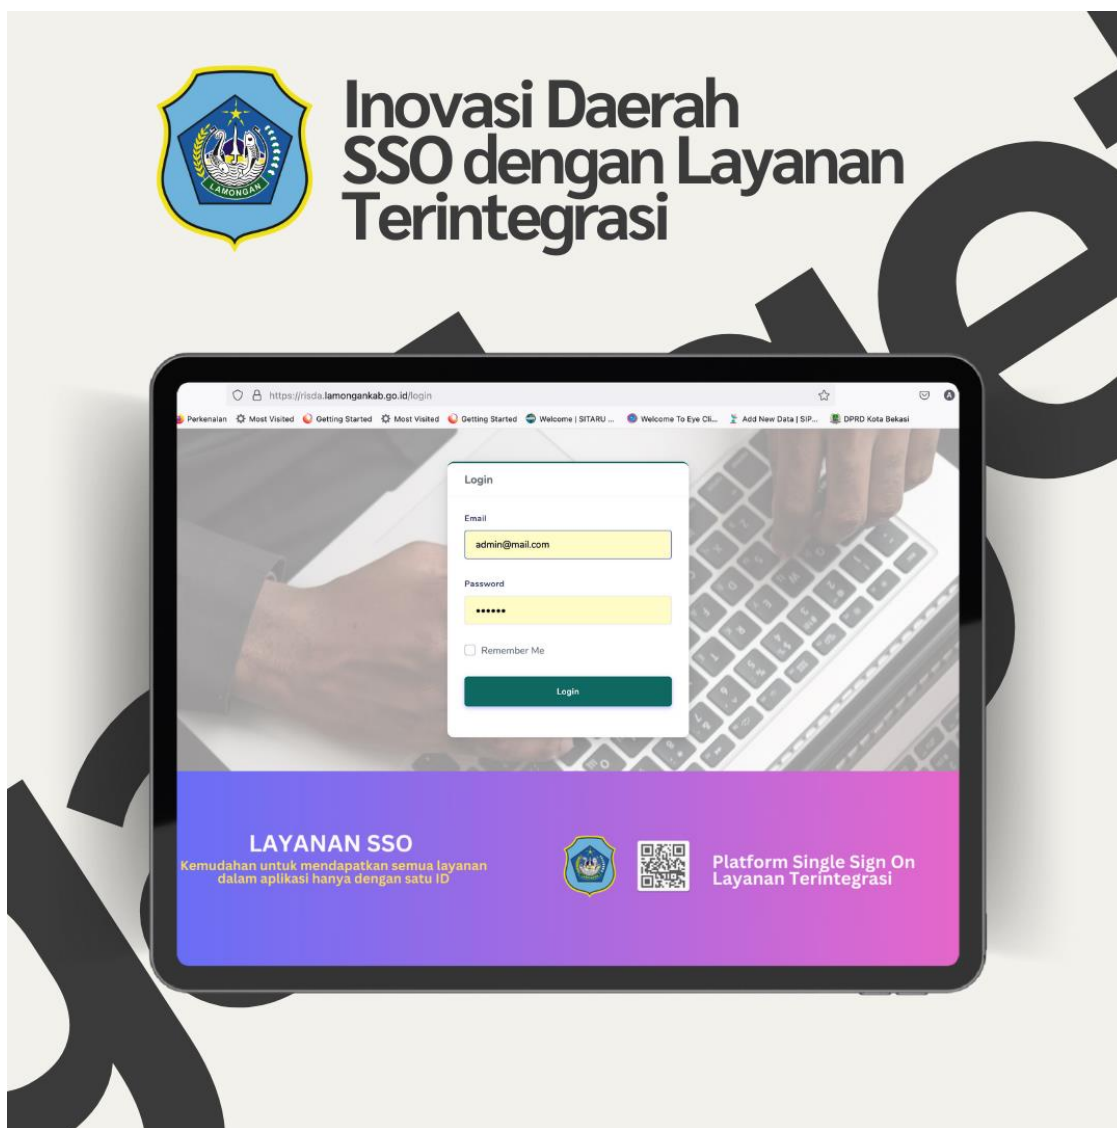 Inovasi Daerah
SSO dengan Layanan
Terintegrasi
LAMONGAN
https://risda.lamongankab.go.id/login
Perkenalan Most Visited Getting Started Most Visited Getting Started Welcome | SITARU ... Welcome To Eye Cli... Add New Data | SIP... DPRD Kota Bekasi
Login
Email
admin@mail.com
Password
••••••
Remember Me
Login
LAYANAN SSO
Kemudahan untuk mendapatkan semua layanan
dalam aplikasi hanya dengan satu ID
Platform Single Sign On
Layanan Terintegrasi